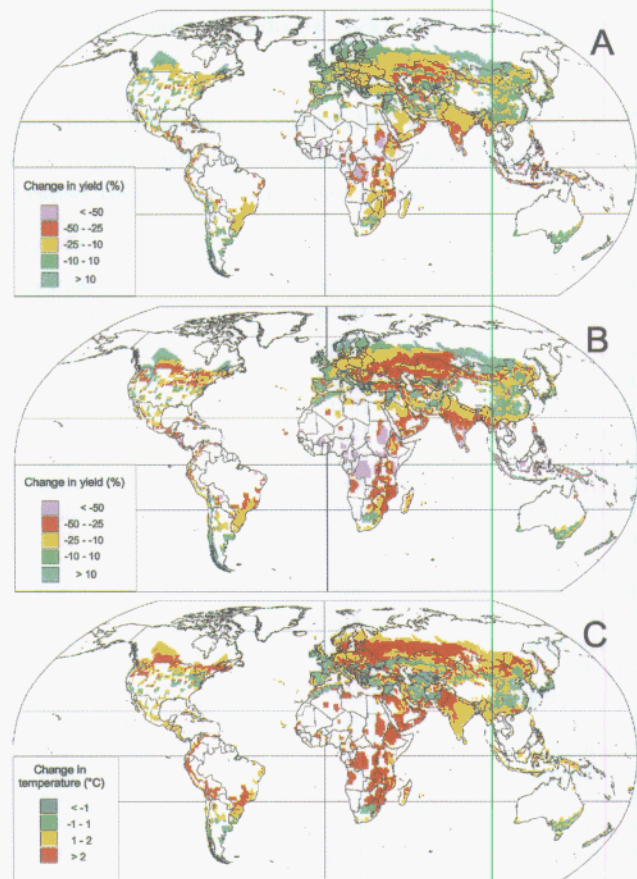 A
Change in yield (%)
< -50
-50 - -25
-25 - -10
-10 - 10
> 10
B
Change in yield (%)
< -50
-50 - -25
-25 - -10
-10 - 10
> 10
C
Change in
temperature (°C)
< -1
-1 - 1
1 - 2
> 2